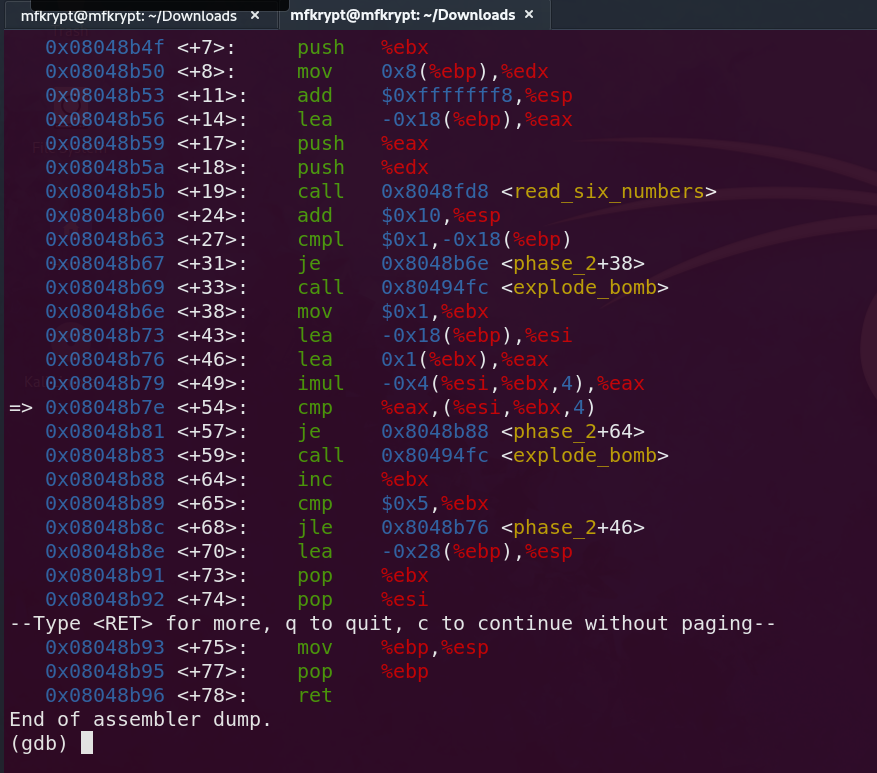 mfkrypt@mfkrypt: ~/Downloads × mfkrypt@mfkrypt: ~/Downloads ×
0x08048b4f <+7>: push %ebx
0x08048b50 <+8>: mov 0x8(%ebp),%edx
0x08048b53 <+11>: add $0xfffffff8,%esp
0x08048b56 <+14>: lea -0x18(%ebp),%eax
0x08048b59 <+17>: push %eax
0x08048b5a <+18>: push %edx
0x08048b5b <+19>: call 0x8048fd8 <read_six_numbers>
0x08048b60 <+24>: add $0x10,%esp
0x08048b63 <+27>: cmpl $0x1,-0x18(%ebp)
0x08048b67 <+31>: je 0x8048b6e <phase_2+38>
0x08048b69 <+33>: call 0x80494fc <explode_bomb>
0x08048b6e <+38>: mov $0x1,%ebx
0x08048b73 <+43>: lea -0x18(%ebp),%esi
0x08048b76 <+46>: lea 0x1(%ebx),%eax
0x08048b79 <+49>: imul -0x4(%esi,%ebx,4),%eax
=> 0x08048b7e <+54>: cmp %eax,(%esi,%ebx,4)
0x08048b81 <+57>: je 0x8048b88 <phase_2+64>
0x08048b83 <+59>: call 0x80494fc <explode_bomb>
0x08048b88 <+64>: inc %ebx
0x08048b89 <+65>: cmp $0x5,%ebx
0x08048b8c <+68>: jle 0x8048b76 <phase_2+46>
0x08048b8e <+70>: lea -0x28(%ebp),%esp
0x08048b91 <+73>: pop %ebx
0x08048b92 <+74>: pop %esi
--Type <RET> for more, q to quit, c to continue without paging--
0x08048b93 <+75>: mov %ebp,%esp
0x08048b95 <+77>: pop %ebp
0x08048b96 <+78>: ret
End of assembler dump.
(gdb)